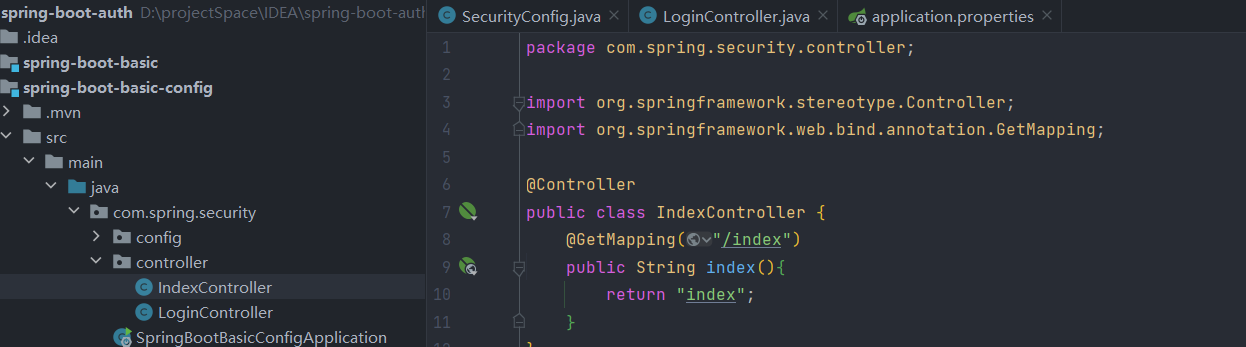 spring-boot-auth D:\projectSpace\IDEA\spring-boot-auth
.idea
spring-boot-basic
spring-boot-basic-config
.mvn
src
main
java
com.spring.security
config
controller
IndexController
LoginController
SpringBootBasicConfigApplication
SecurityConfig.java
LoginController.java
application.properties
1 package com.spring.security.controller;
2
3 import org.springframework.stereotype.Controller;
4 import org.springframework.web.bind.annotation.GetMapping;
5
6 @Controller
7 public class IndexController {
8 @GetMapping("/index")
9 public String index(){
10 return "index";
11 }